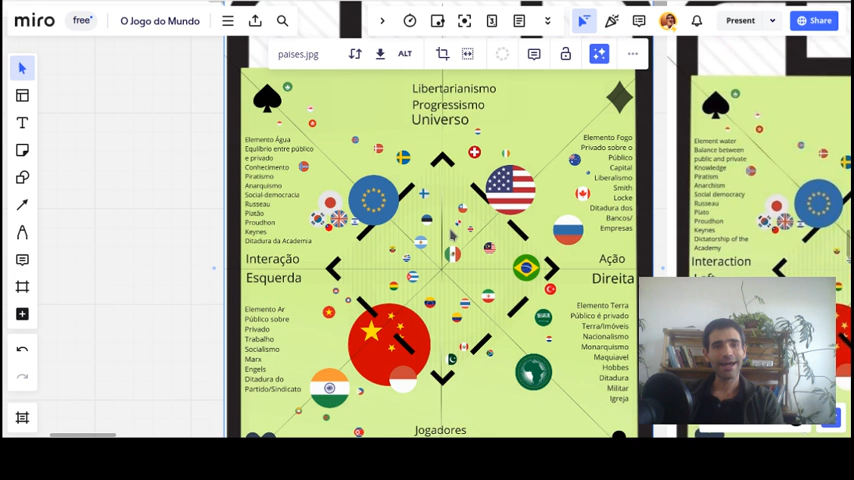 miro free O Jogo do Mundo
3
Present
Share
paises.jpg
ALT
Libertarianismo
Progressismo
Universo
Elemento Água
Equlíbrio entre público
e privado
Conhecimento
Piratismo
Anarquismo
Social democracia
Russeau
Platão
Proudhon
Keynes
Ditadura da Academia
Elemento Fogo
Privado sobre o
Público
Capital
Liberalismo
Smith
Locke
Ditadura dos
Bancos/
Empresas
Interação
Esquerda
Ação
Direita
Elemento Ar
Público sobre
Privado
Trabalho
Socialismo
Marx
Engels
Ditadura do
Partido/Sindicato
Elemento Terra
Público é privado
Terra/Imóveis
Nacionalismo
Monarquismo
Maquiavel
Hobbes
Ditadura
Militar
Igreja
Jogadores
Element water
Balance between
public and private
Knowledge
Piratism
Anarchism
Social democracy
Russeau
Plato
Proudhon
Keynes
Dictatorship of the
Academy
Interaction